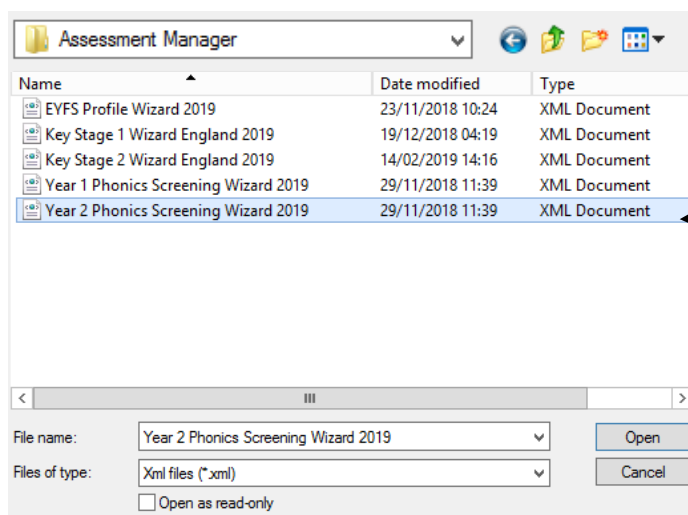 Assessment Manager
Name Date modified Type
EYFS Profile Wizard 2019 23/11/2018 10:24 XML Document
Key Stage 1 Wizard England 2019 19/12/2018 04:19 XML Document
Key Stage 2 Wizard England 2019 14/02/2019 14:16 XML Document
Year 1 Phonics Screening Wizard 2019 29/11/2018 11:39 XML Document
Year 2 Phonics Screening Wizard 2019 29/11/2018 11:39 XML Document
File name: Year 2 Phonics Screening Wizard 2019 Open
Files of type: Xml files (*.xml) Cancel
Open as read-only